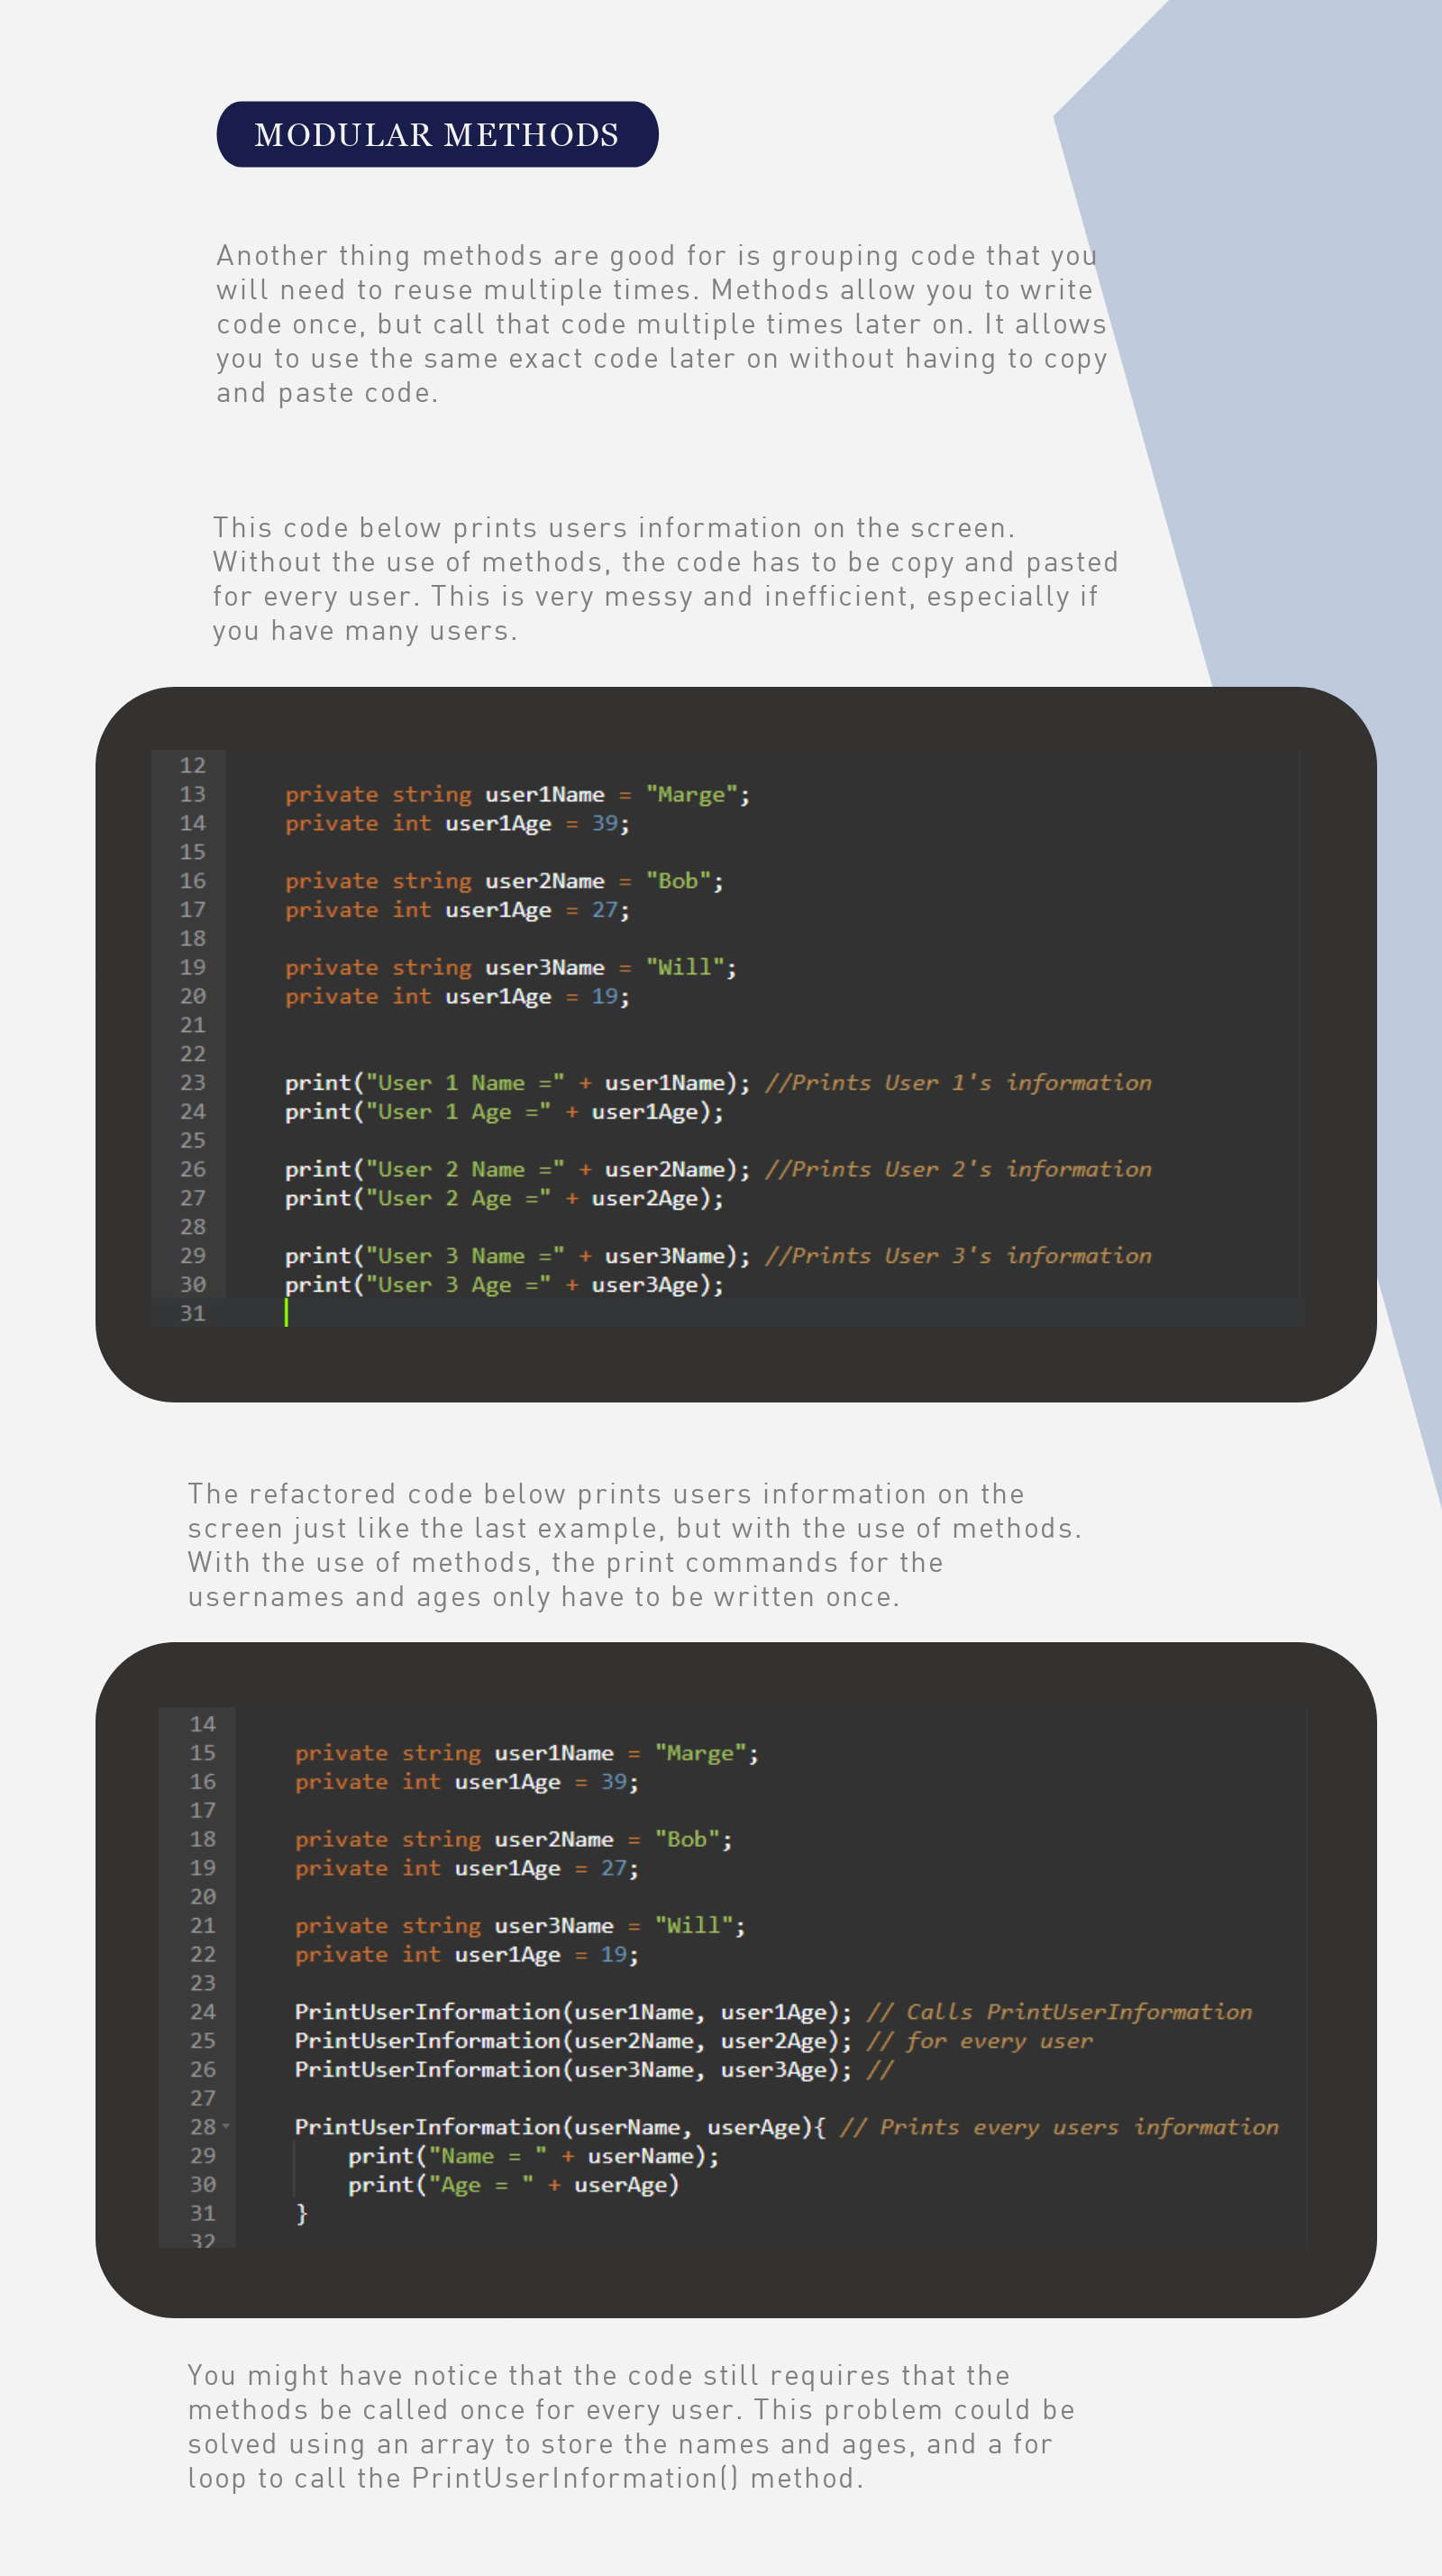 MODULAR METHODS
Another thing methods are good for is grouping code that you
will need to reuse multiple times. Methods allow you to write
code once, but call that code multiple times later on. It allows
you to use the same exact code later on without having to copy
and paste code.
This code below prints users information on the screen.
Without the use of methods, the code has to be copy and pasted
for every user. This is very messy and inefficient, especially if
you have many users.
12
13 private string user1Name = "Marge";
14 private int user1Age = 39;
15
16 private string user2Name = "Bob";
17 private int user1Age = 27;
18
19 private string user3Name = "Will";
20 private int user1Age = 19;
21
22
23 print("User 1 Name =" + user1Name); //Prints User 1's information
24 print("User 1 Age =" + user1Age);
25
26 print("User 2 Name =" + user2Name); //Prints User 2's information
27 print("User 2 Age =" + user2Age);
28
29 print("User 3 Name =" + user3Name); //Prints User 3's information
30 print("User 3 Age =" + user3Age);
31
The refactored code below prints users information on the
screen just like the last example, but with the use of methods.
With the use of methods, the print commands for the
usernames and ages only have to be written once.
14
15 private string user1Name = "Marge";
16 private int user1Age = 39;
17
18 private string user2Name = "Bob";
19 private int user1Age = 27;
20
21 private string user3Name = "Will";
22 private int user1Age = 19;
23
24 PrintUserInformation(user1Name, user1Age); // Calls PrintUserInformation
25 PrintUserInformation(user2Name, user2Age); // for every user
26 PrintUserInformation(user3Name, user3Age); //
27
28 PrintUserInformation(userName, userAge){ // Prints every users information
29 print("Name = " + userName);
30 print("Age = " + userAge)
31 }
32
You might have notice that the code still requires that the
methods be called once for every user. This problem could be
solved using an array to store the names and ages, and a for
loop to call the PrintUserInformation() method.